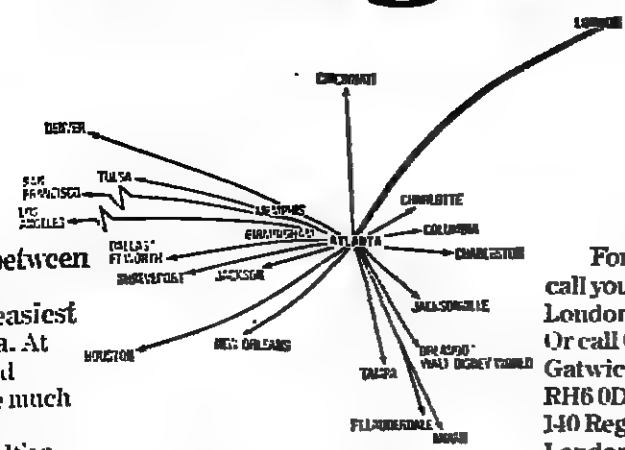 LONDON
CINCINNATI
DENVER
TULSA
SAN
FRANCISCO
LOS
ANGELES
MEMPHIS
BIRMINGHAM
ATLANTA
CHARLOTTE
COLUMBIA
CHARLESTON
DALLAS
FT WORTH
SHREVEPORT
JACKSON
JACKSONVILLE
HOUSTON
NEW ORLEANS
ORLANDO
WALT DISNEY WORLD
TAMPA
FT. LAUDERDALE
MIAMI
between
easiest
a. At
d
e much
For
call you
London
Or call
Gatwic
RH6 0D
140 Reg
London